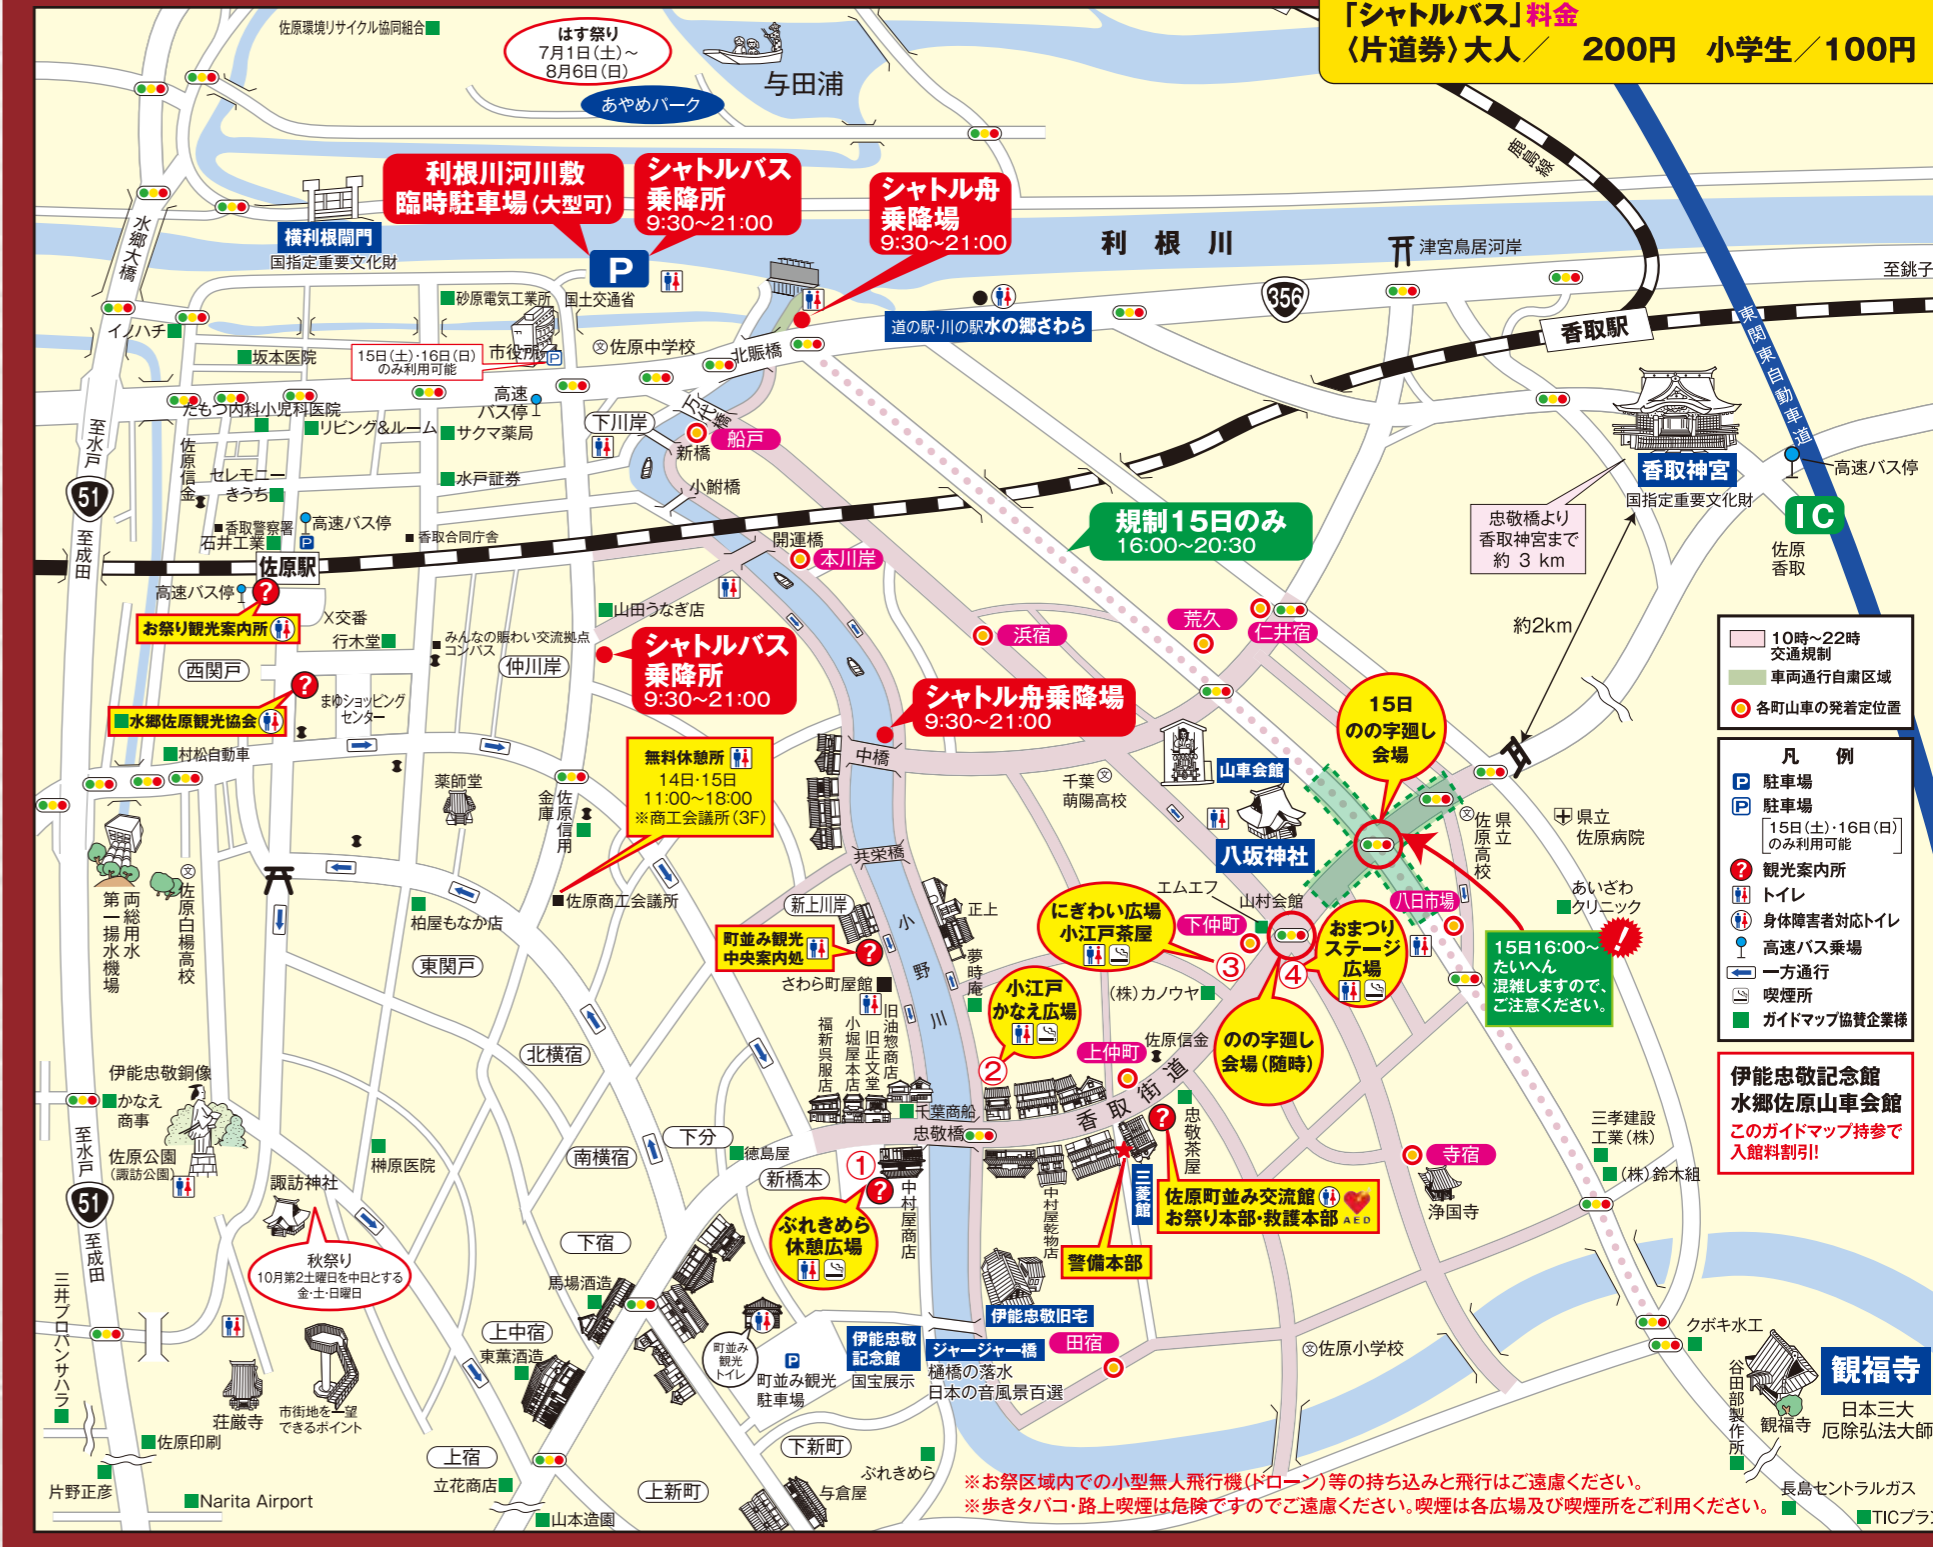 「シャトルバス」料金
〈片道券〉大人／　200円　小学生／100円
佐原環境リサイクル協同組合
はす祭り
7月1日(土)～
8月6日(日)
あやめパーク
与田浦
鹿島線
水郷大橋
横利根閘門
国指定重要文化財
利根川河川敷
臨時駐車場(大型可)
シャトルバス
乗降所
9:30～21:00
シャトル舟
乗降場
9:30～21:00
P
利根川
津宮鳥居河岸
至銚子
356
砂原電気工業所
国土交通省
イノハチ
坂本医院
15日(土)・16日(日)
のみ利用可能
市役所
佐原中学校
北賑橋
道の駅・川の駅水の郷さわら
香取駅
東関東自動車道
高速
バス停
たもつ内科小児科医院
リビング&ルーム
サクマ薬局
下川岸
万代橋
船戸
新橋
至水戸
51
至成田
佐原信金
セレモニー
きうち
水戸証券
小鮒橋
香取神宮
国指定重要文化財
高速バス停
IC
佐原
香取
香取警察署
高速バス停
石井工業
香取合同庁舎
開運橋
本川岸
規制15日のみ
16:00～20:30
忠敬橋より
香取神宮まで
約 3 km
約2km
佐原駅
高速バス停
お祭り観光案内所
X交番
行木堂
山田うなぎ店
みんなの賑わい交流拠点
コンパス
仲川岸
シャトルバス
乗降所
9:30～21:00
浜宿
荒久
仁井宿
西関戸
まゆショッピング
センター
水郷佐原観光協会
村松自動車
シャトル舟乗降場
9:30～21:00
中橋
15日
のの字廻し
会場
10時～22時
交通規制
車両通行自粛区域
各町山車の発着定位置
凡　例
駐車場
駐車場
15日(土)・16日(日)
のみ利用可能
観光案内所
トイレ
身体障害者対応トイレ
高速バス乗場
一方通行
喫煙所
ガイドマップ協賛企業様
無料休憩所
14日・15日
11:00～18:00
※商工会議所(3F)
薬師堂
佐原信用
金庫
千葉
萌陽高校
山車会館
八坂神社
県立
佐原高校
県立
佐原病院
共栄橋
佐原商工会議所
両総用水
第一揚水機場
佐原白楊高校
柏屋もなか店
東関戸
新上川岸
正上
小野川
町並み観光
中央案内処
さわら町屋館
夢時庵
エムエフ
山村会館
にぎわい広場
小江戸茶屋
下仲町
③
④
おまつり
ステージ
広場
八日市場
あいざわ
クリニック
15日16:00～
たいへん
混雑しますので、
ご注意ください。
!
(株)カノウヤ
小江戸
かなえ広場
②
北横宿
福新呉服店
小堀屋本店
旧正文堂
旧油惣商店
上仲町
佐原信金
のの字廻し
会場(随時)
伊能忠敬記念館
水郷佐原山車会館
このガイドマップ持参で
入館料割引!
伊能忠敬銅像
かなえ
商事
千葉商船
忠敬橋
香取街道
忠敬茶屋
三孝建設
工業(株)
(株)鈴木組
至水戸
51
至成田
佐原公園
(諏訪公園)
榊原医院
南横宿
下分
徳島屋
新橋本
①
中村屋商店
中村屋乾物店
三菱館
寺宿
浄国寺
佐原町並み交流館
お祭り本部・救護本部
AED
警備本部
諏訪神社
秋祭り
10月第2土曜日を中日とする
金・土・日曜日
ぶれきめら
休憩広場
下宿
馬場酒造
三井プロパンサハラ
伊能忠敬旧宅
上中宿
東薫酒造
町並み
観光
トイレ
町並み観光
駐車場
伊能忠敬
記念館
国宝展示
ジャージャー橋
樋橋の落水
日本の音風景百選
田宿
佐原小学校
クボキ水工
谷田部製作所
観福寺
観福寺
日本三大
厄除弘法大師
荘厳寺
市街地を一望
できるポイント
佐原印刷
片野正彦
Narita Airport
上宿
立花商店
山本造園
上新町
下新町
与倉屋
ぶれきめら
※お祭区域内での小型無人飛行機(ドローン)等の持ち込みと飛行はご遠慮ください。
※歩きタバコ・路上喫煙は危険ですのでご遠慮ください。喫煙は各広場及び喫煙所をご利用ください。
長島セントラルガス
TICプラン